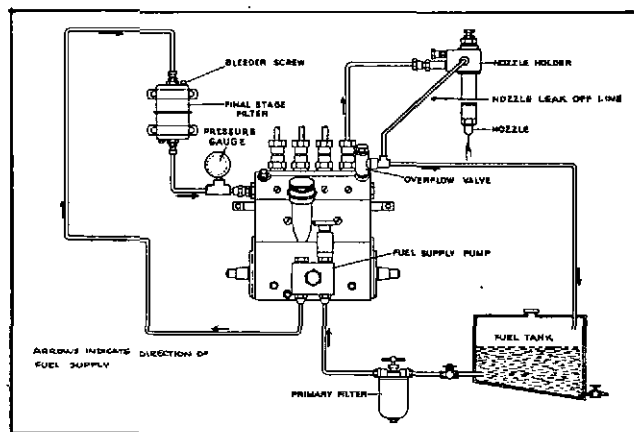 BLEEDER SCREW
FINAL STAGE
FILTER
PRESSURE
GAUGE
NOZZLE HOLDER
NOZZLE LEAK OFF LINE
NOZZLE
OVERFLOW VALVE
FUEL SUPPLY PUMP
ARROWS INDICATE DIRECTION OF
FUEL SUPPLY
PRIMARY FILTER
FUEL TANK